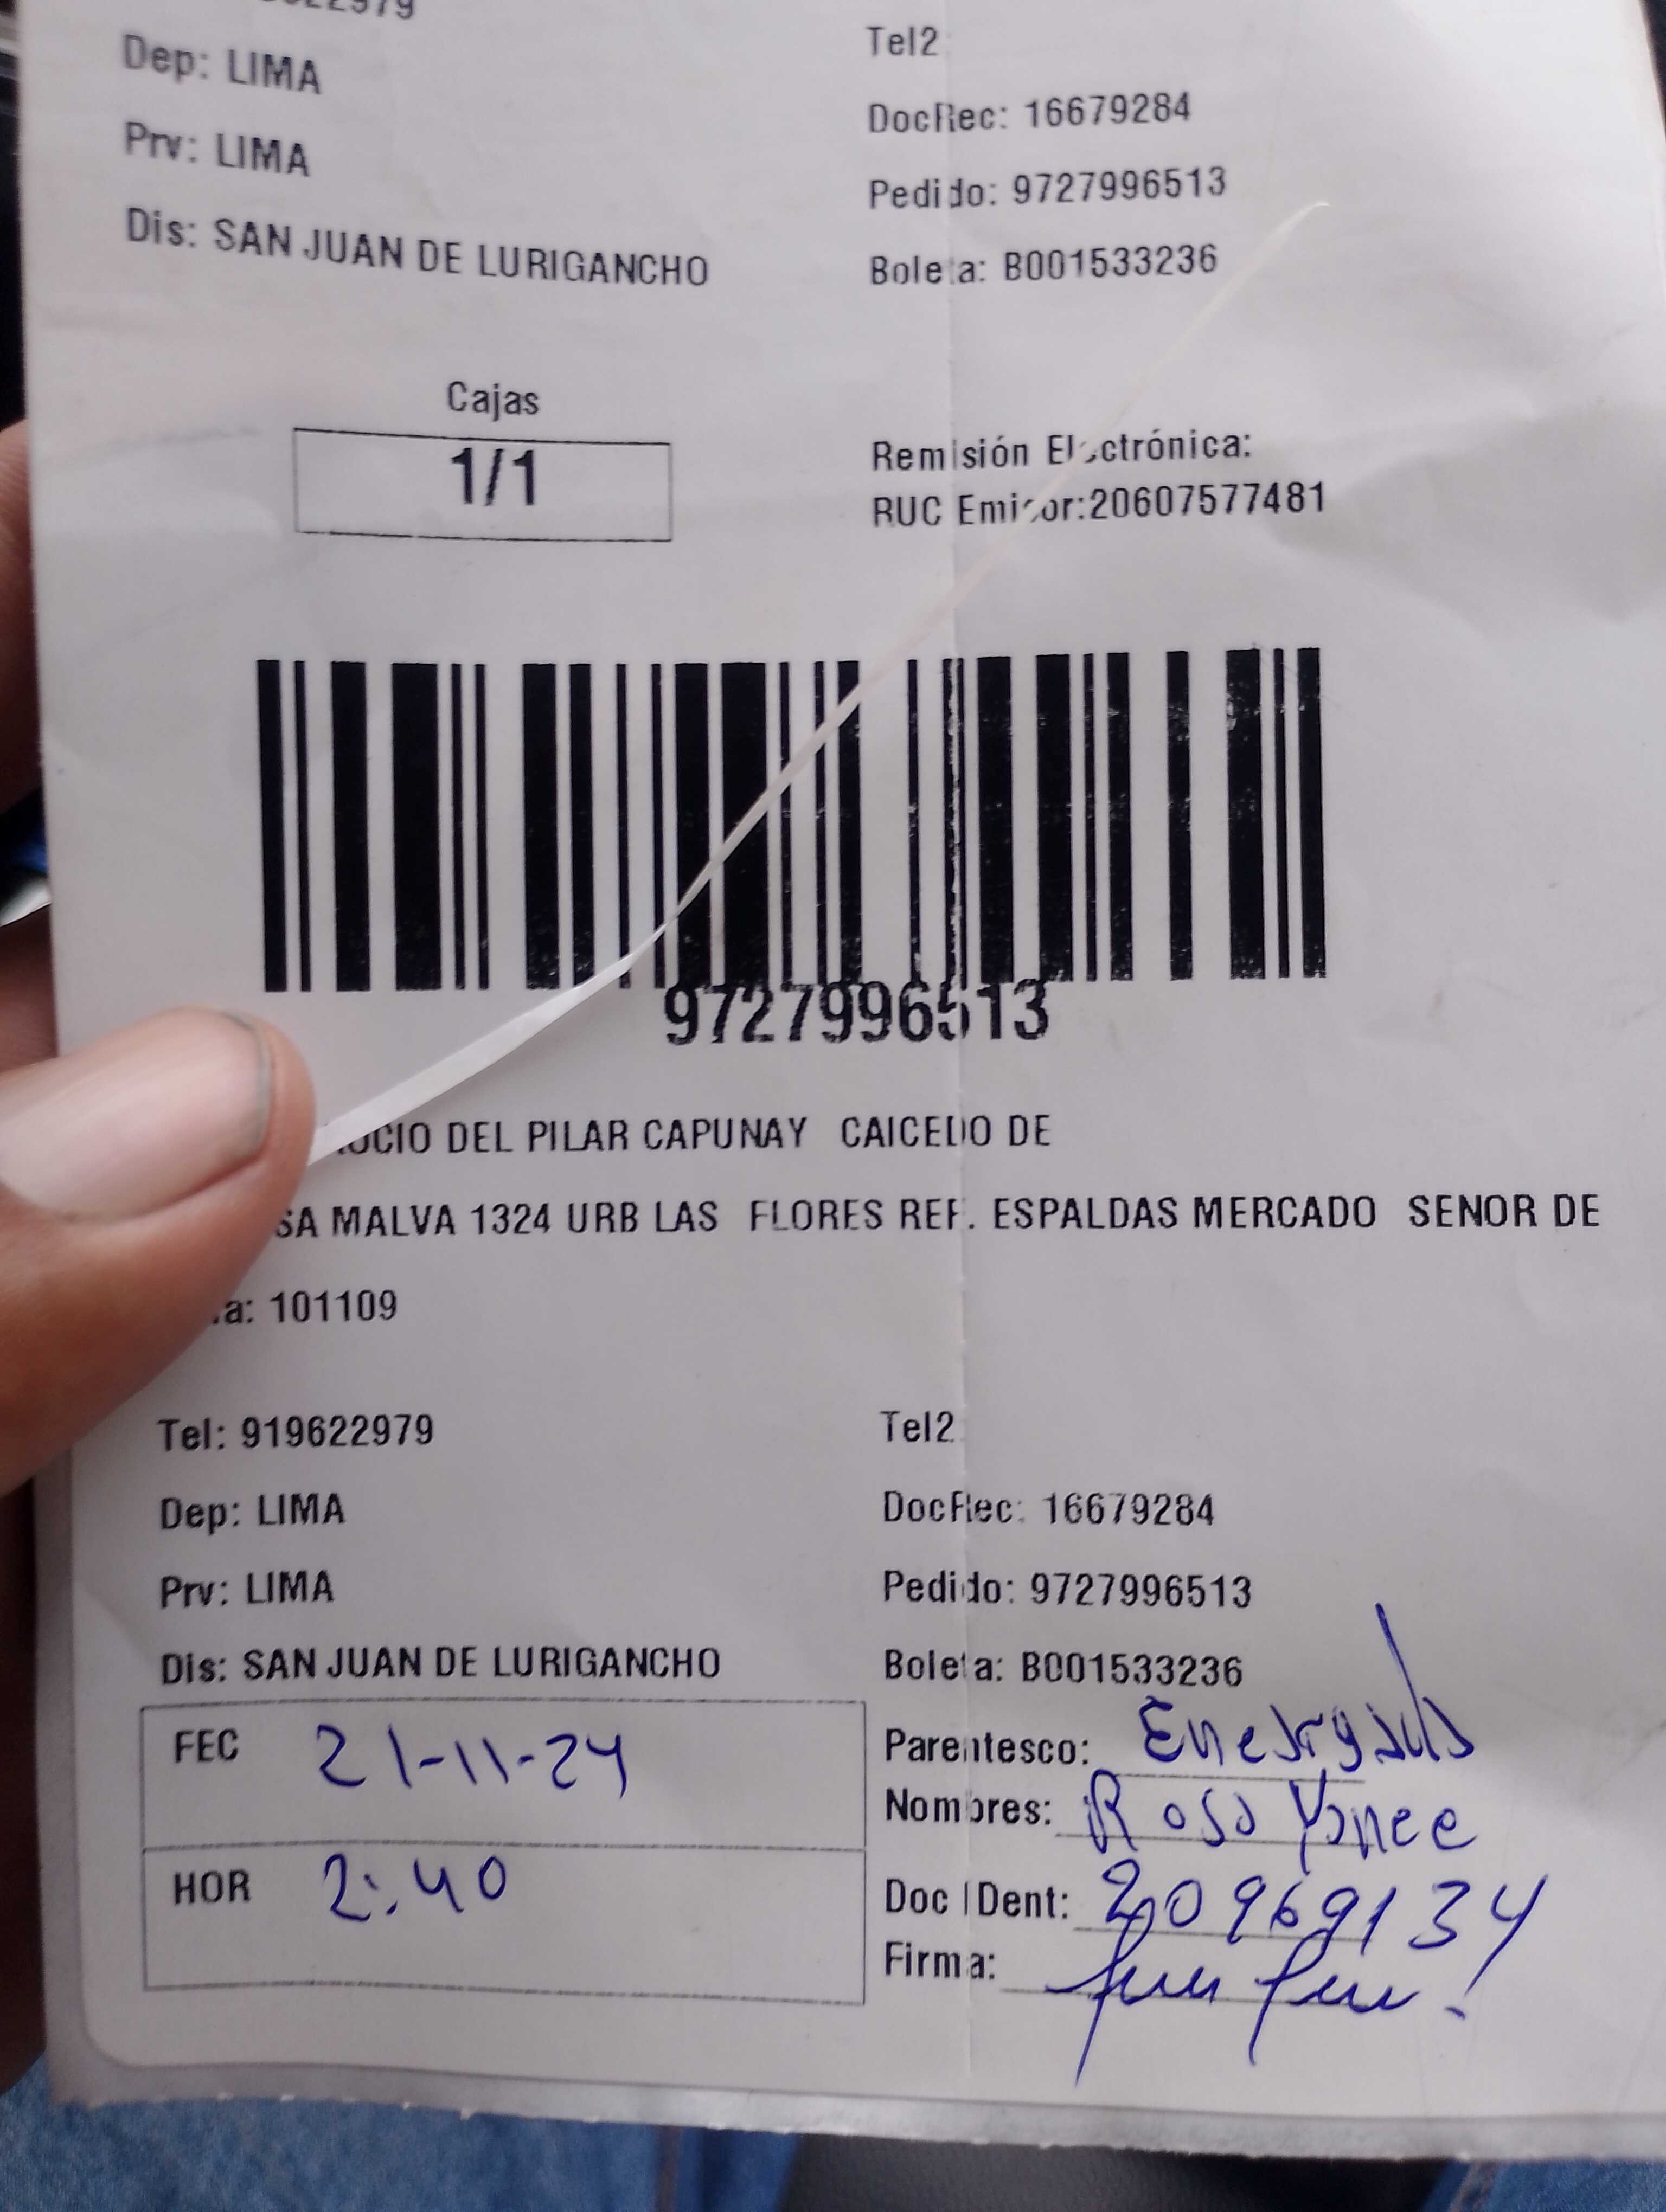 Tel2
Dep: LIMA
DocRec: 16679284
Prv: LIMA
Pedido: 9727996513
Dis: SAN JUAN DE LURIGANCHO
Boleta: B001533236
Cajas
1/1
Remisión Electrónica:
RUC Emisor:20607577481
9727996513
DEL PILAR CAPUNAY CAICEDO DE
MALVA 1324 URB LAS FLORES REF. ESPALDAS MERCADO SENOR DE
101109
Tel: 919622979
Tel2
Dep: LIMA
DocRec: 16679284
Prv: LIMA
Pedido: 9727996513
Dis: SAN JUAN DE LURIGANCHO
Boleta: B001533236
FEC 21-11-24
Parentesco:
Nombres: Rosa
HOR 2:40
Doc IDent: 20969134
Firma: